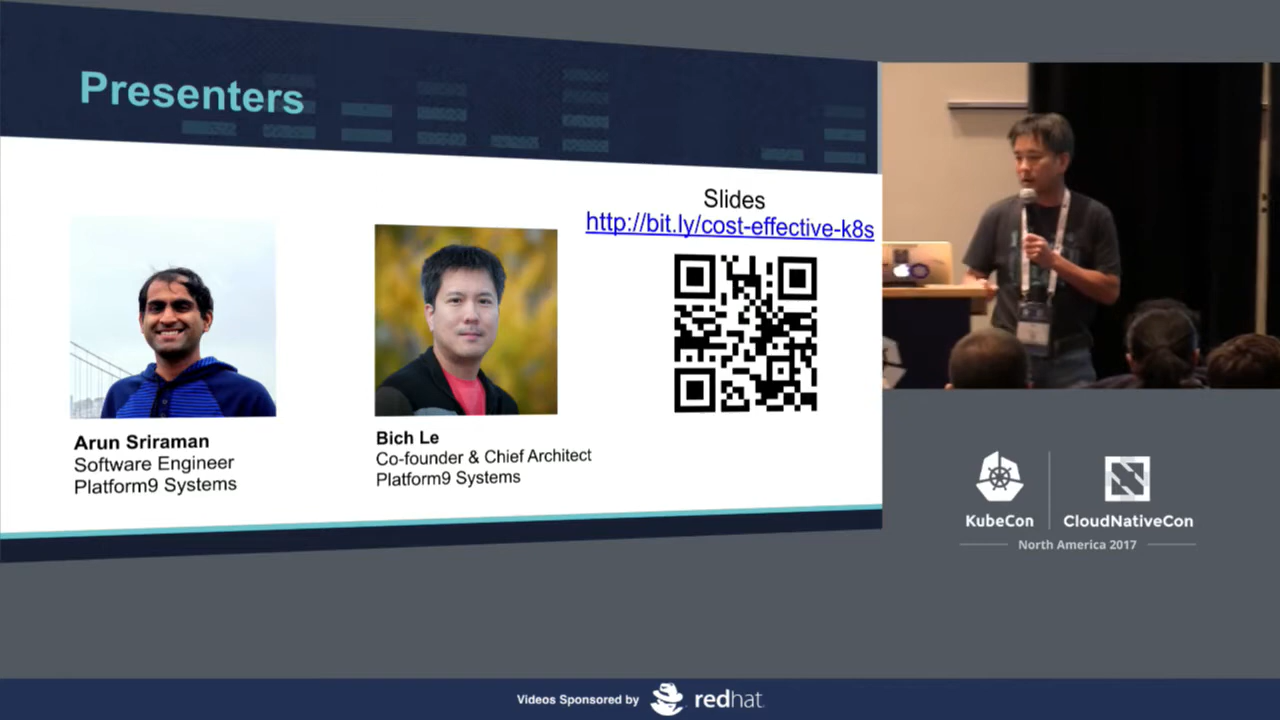 Presenters
Slides
http://bit.ly/cost-effective-k8s
Arun Sriraman
Software Engineer
Platform9 Systems
Bich Le
Co-founder & Chief Architect
Platform9 Systems
KubeCon
CloudNativeCon
North America 2017
Videos Sponsored by
redhat